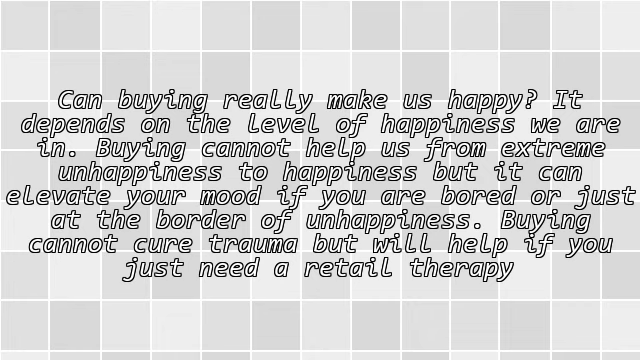 Can buying really make us happy? It
depends on the level of happiness we are
in. Buying cannot help us from extreme
unhappiness to happiness but it can
elevate your mood if you are bored or just
at the border of unhappiness. Buying
cannot cure trauma but will help if you
just need a retail therapy